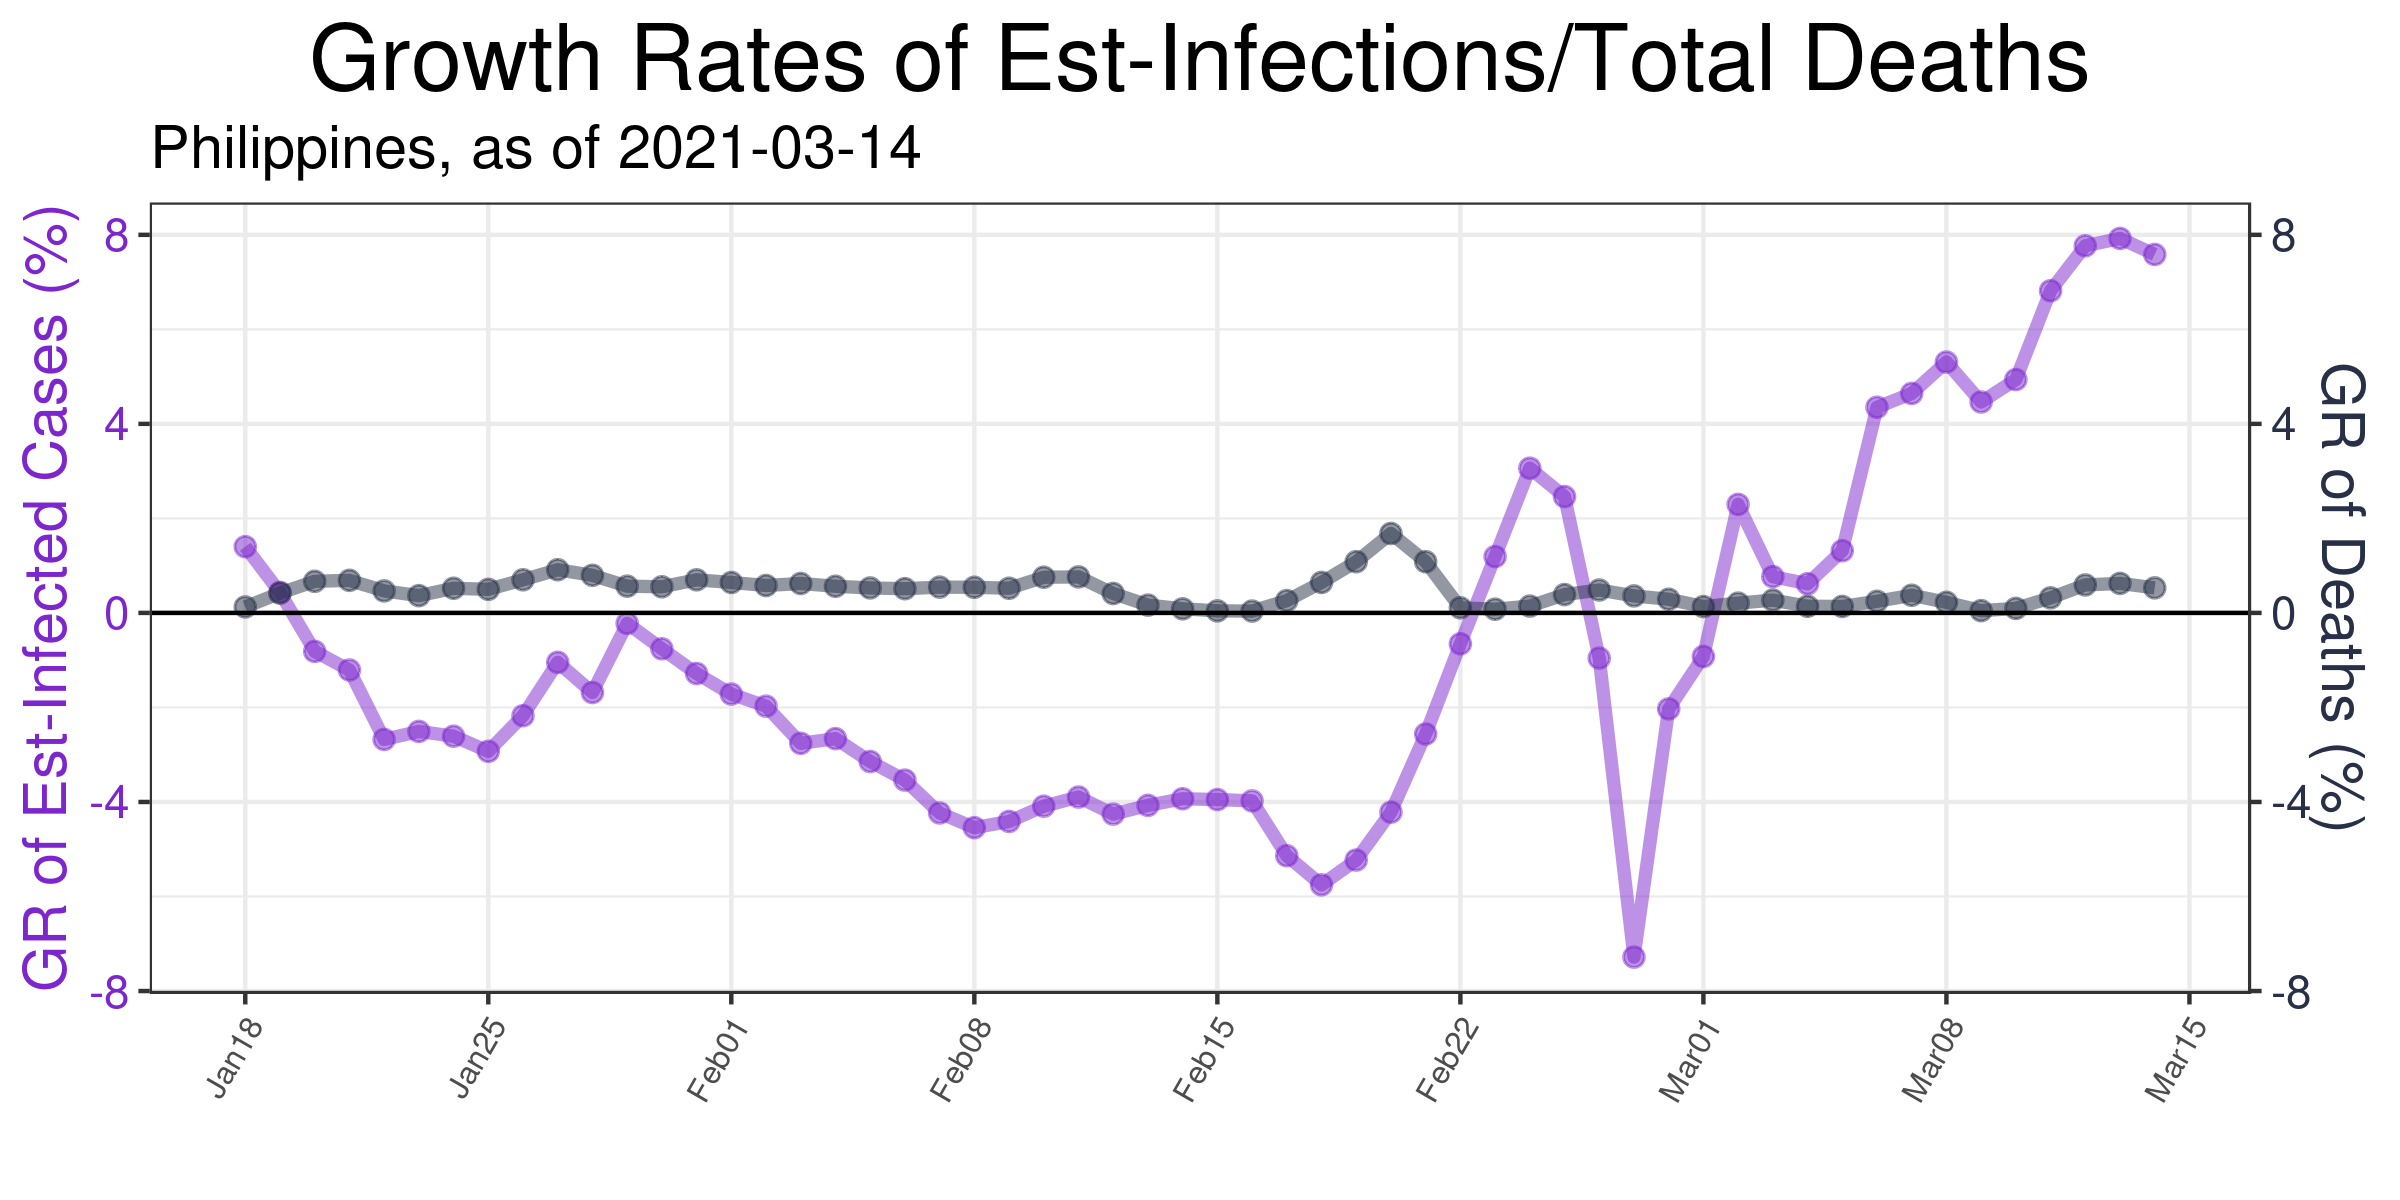 Growth Rates of Est-Infections/Total Deaths
Philippines, as of 2021-03-14
GR of Est-Infected Cases (%)
8
4
0
-4
-8
8
4
0
-4
-8
GR of Deaths (%)
Jan18
Jan25
Feb01
Feb08
Feb15
Feb22
Mar01
Mar08
Mar15